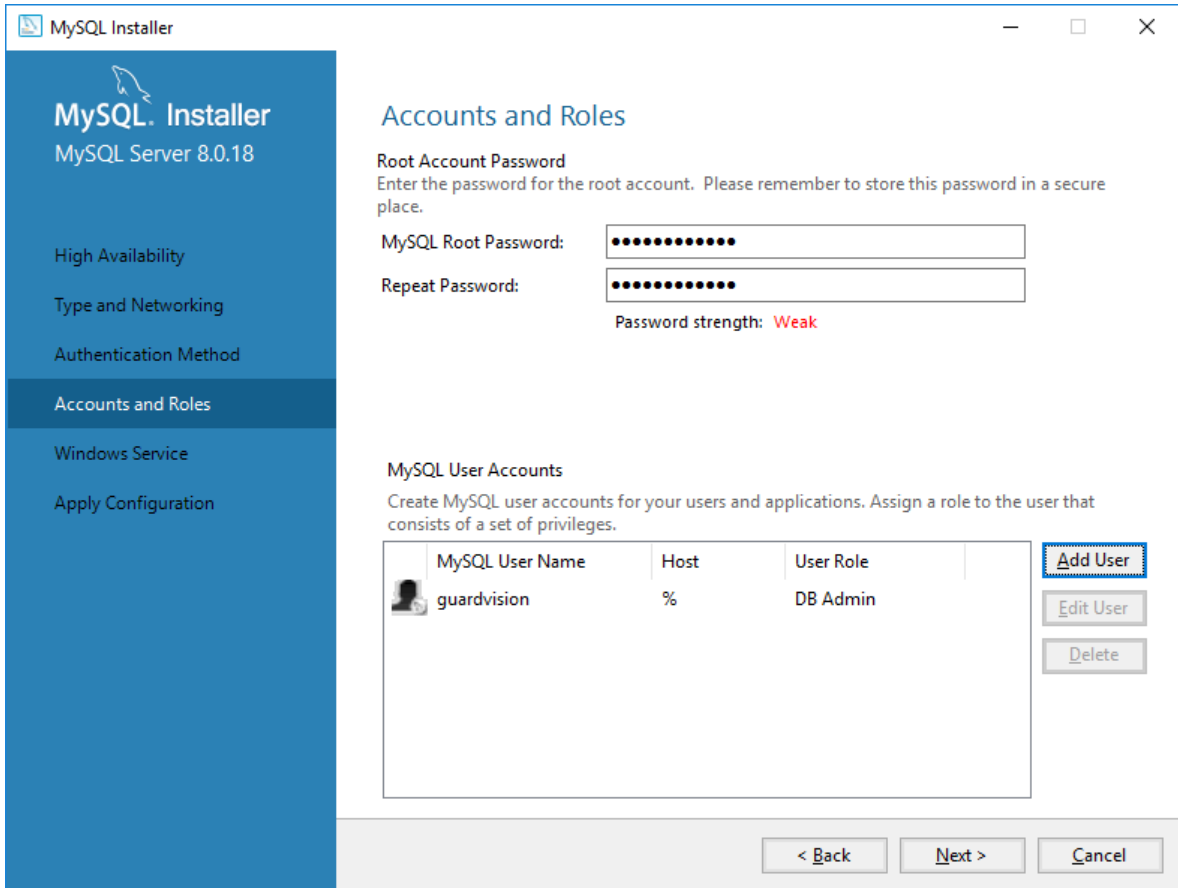 MySQL Installer
MySQL. Installer
MySQL Server 8.0.18
High Availability
Type and Networking
Authentication Method
Accounts and Roles
Windows Service
Apply Configuration
Accounts and Roles
Root Account Password
Enter the password for the root account.  Please remember to store this password in a secure
place.
MySQL Root Password: ●●●●●●●●●●●●
Repeat Password: ●●●●●●●●●●●●
Password strength: Weak
MySQL User Accounts
Create MySQL user accounts for your users and applications. Assign a role to the user that
consists of a set of privileges.
MySQL User Name Host User Role
guardvision % DB Admin
Add User
Edit User
Delete
< Back Next > Cancel